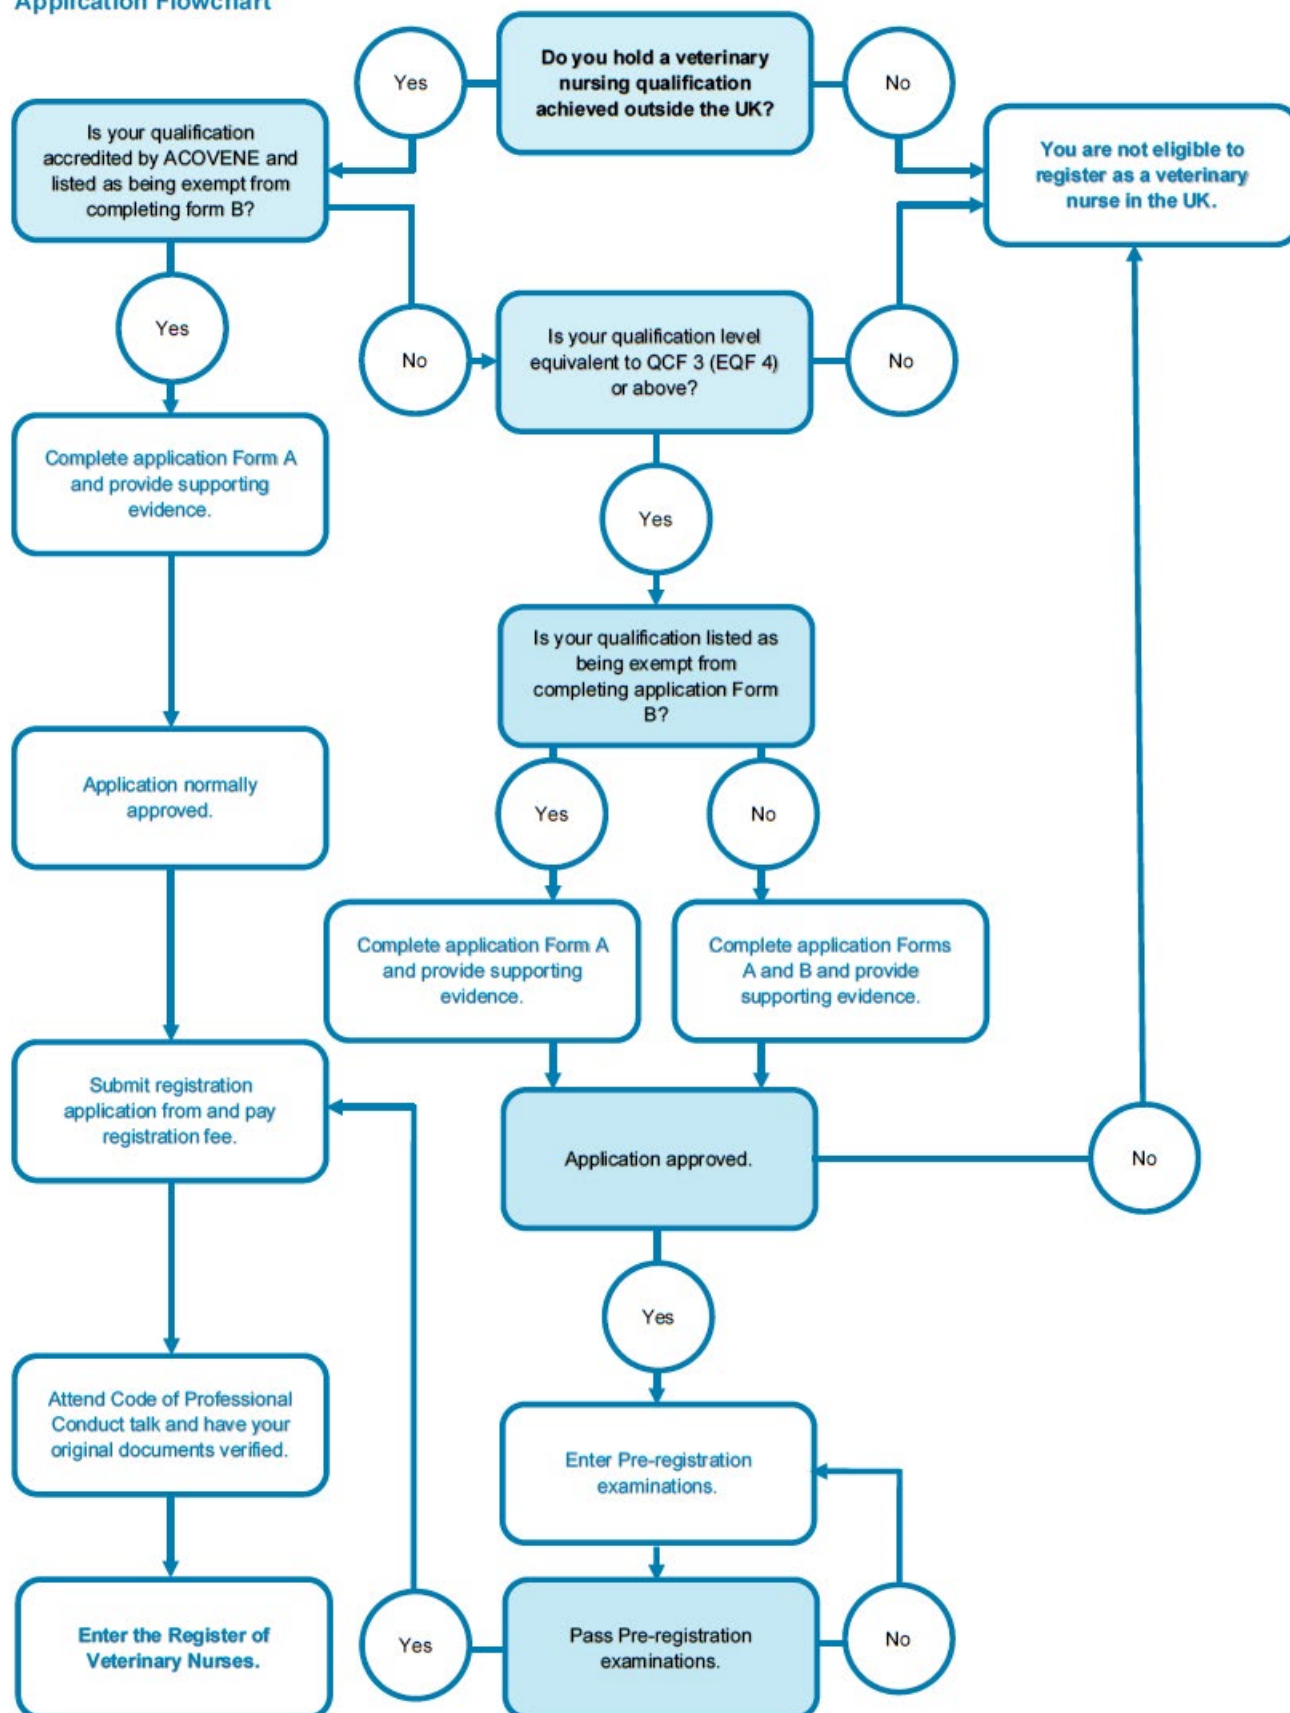 Application Flowchart
Do you hold a veterinary
nursing qualification
achieved outside the UK?
Yes
No
Is your qualification
accredited by ACOVENE and
listed as being exempt from
completing form B?
You are not eligible to
register as a veterinary
nurse in the UK.
Yes
No
Is your qualification level
equivalent to QCF 3 (EQF 4)
or above?
No
Complete application Form A
and provide supporting
evidence.
Yes
Is your qualification listed as
being exempt from
completing application Form
B?
Application normally
approved.
Yes
No
Complete application Form A
and provide supporting
evidence.
Complete application Forms
A and B and provide
supporting evidence.
Submit registration
application from and pay
registration fee.
Application approved.
No
Yes
Attend Code of Professional
Conduct talk and have your
original documents verified.
Enter Pre-registration
examinations.
Enter the Register of
Veterinary Nurses.
Yes
Pass Pre-registration
examinations.
No